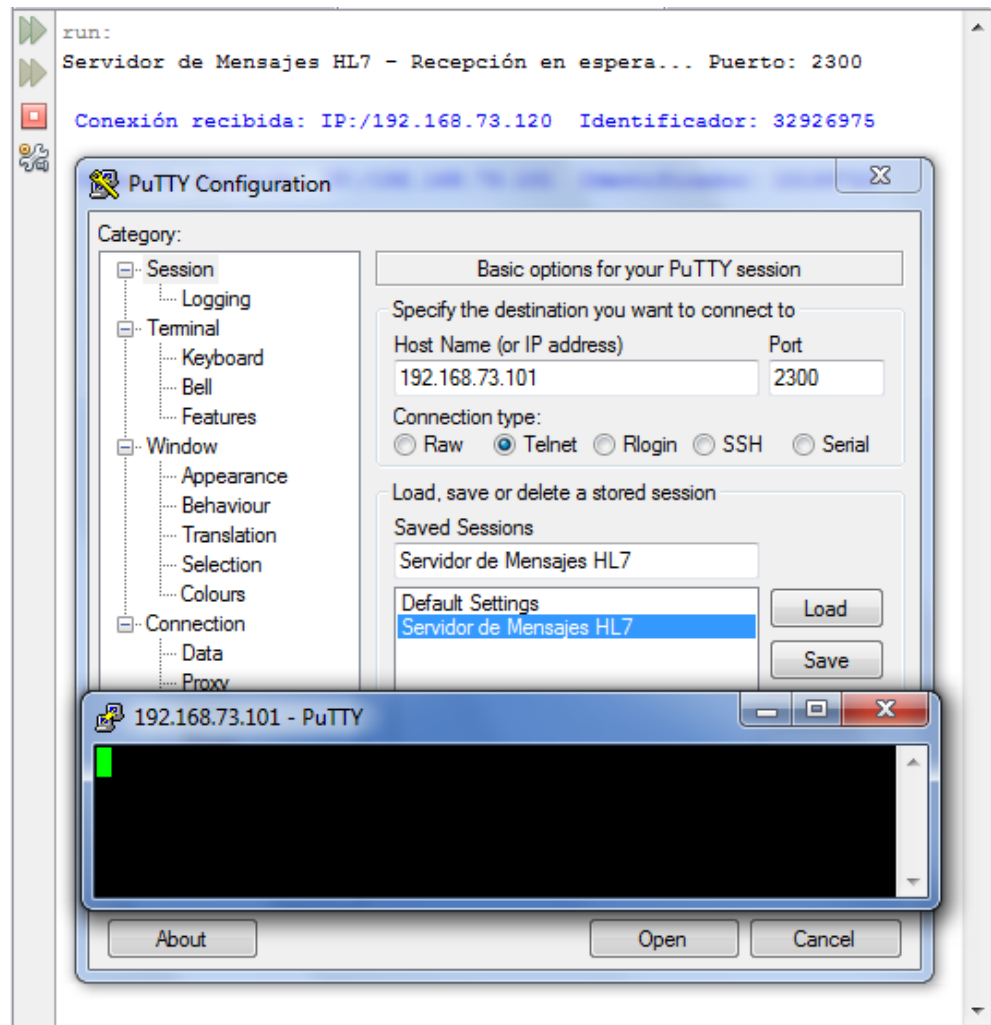 run:
Servidor de Mensajes HL7 - Recepción en espera... Puerto: 2300
Conexión recibida: IP:/192.168.73.120 Identificador: 32926975
PuTTY Configuration
Category:
Session
Logging
Terminal
Keyboard
Bell
Features
Window
Appearance
Behaviour
Translation
Selection
Colours
Connection
Data
Proxy
Basic options for your PuTTY session
Specify the destination you want to connect to
Host Name (or IP address) Port
192.168.73.101 2300
Connection type:
Raw Telnet Rlogin SSH Serial
Load, save or delete a stored session
Saved Sessions
Servidor de Mensajes HL7
Default Settings
Servidor de Mensajes HL7
Load
Save
192.168.73.101 - PuTTY
About Open Cancel